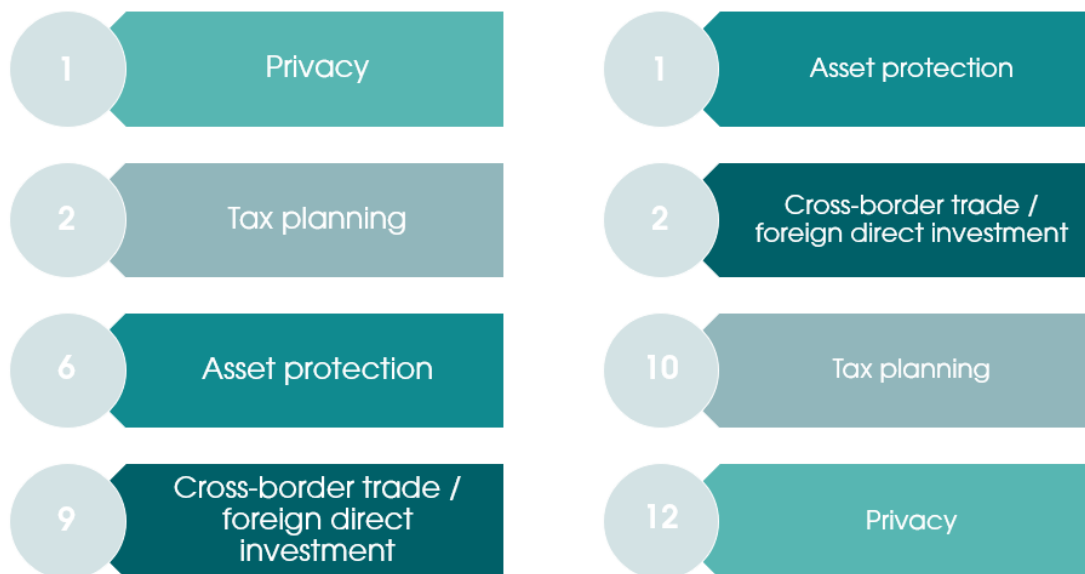 1
Privacy
2
Tax planning
6
Asset protection
9
Cross-border trade /
foreign direct
investment
1
Asset protection
2
Cross-border trade /
foreign direct investment
10
Tax planning
12
Privacy